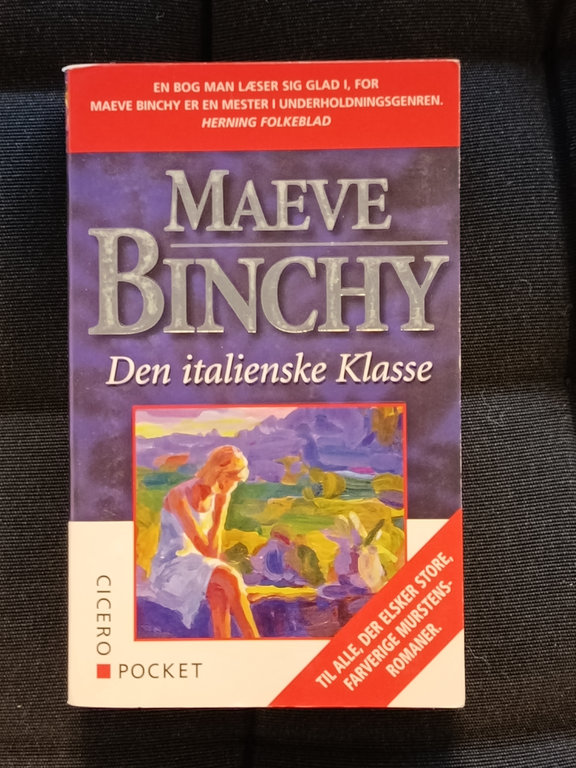 EN BOG MAN LÆSER SIG GLAD I, FOR
MAEVE BINCHY ER EN MESTER I UNDERHOLDNINGSGENREN.
HERNING FOLKEBLAD
MAEVE
BINCHY
Den italienske Klasse
CICERO
POCKET
TIL ALLE, DER ELSKER STORE,
FARVERIGE MURSTENS-
ROMANER.